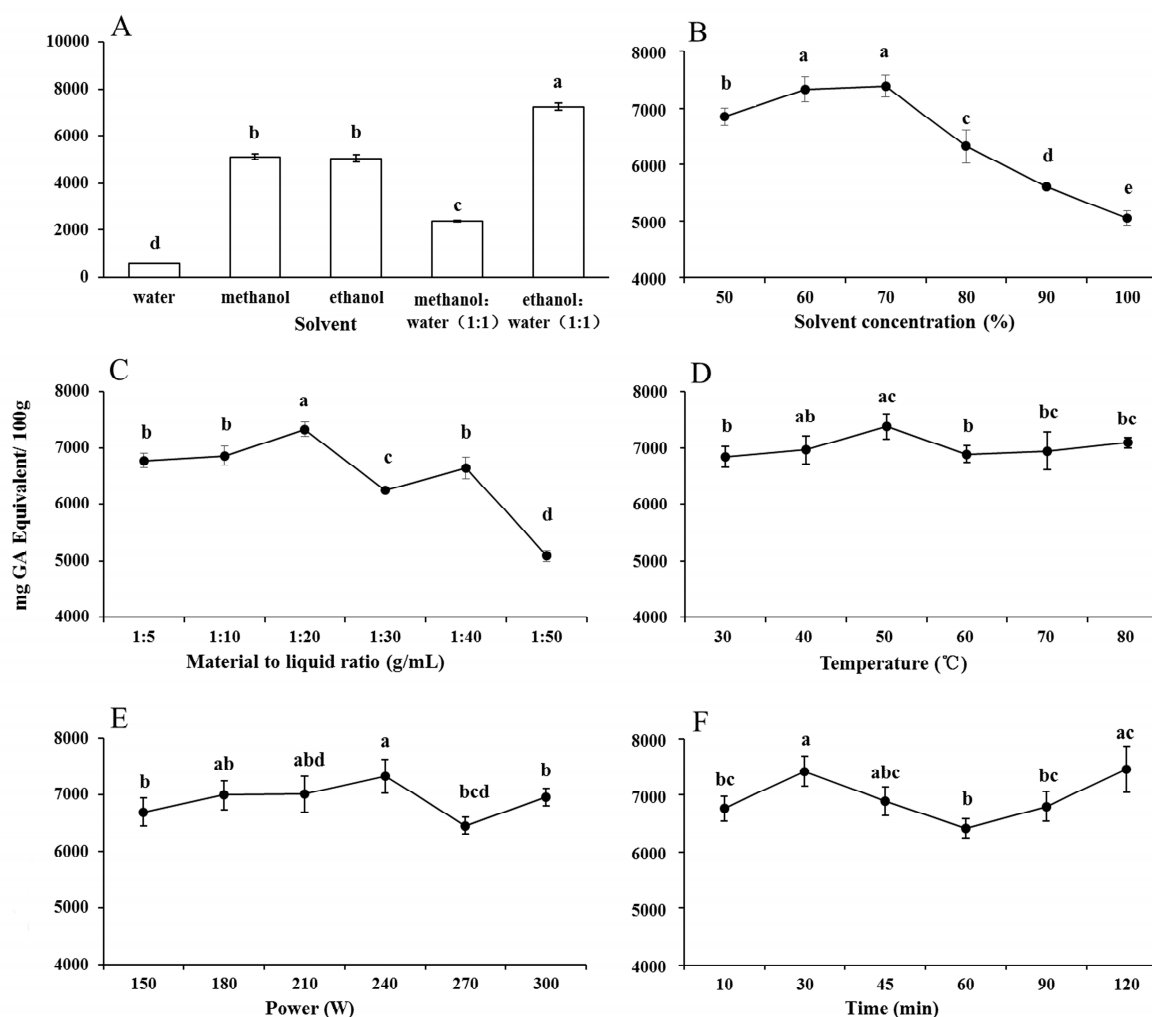 mg GA Equivalent/ 100g
A
10000
8000
6000
4000
2000
0
d
b
b
c
a
water
methanol
ethanol
methanol：
water（1:1）
ethanol：
water（1:1）
Solvent
B
8000
7000
6000
5000
4000
b
a
a
c
d
e
50 60 70 80 90 100
Solvent concentration (%)
C
8000
7000
6000
5000
4000
b
b
a
c
b
d
1:5 1:10 1:20 1:30 1:40 1:50
Material to liquid ratio (g/mL)
D
8000
7000
6000
5000
4000
b
ab
ac
b
bc
bc
30 40 50 60 70 80
Temperature (℃)
E
8000
7000
6000
5000
4000
b
ab
abd
a
bcd
b
150 180 210 240 270 300
Power (W)
F
8000
7000
6000
5000
4000
bc
a
abc
b
bc
ac
10 30 45 60 90 120
Time (min)